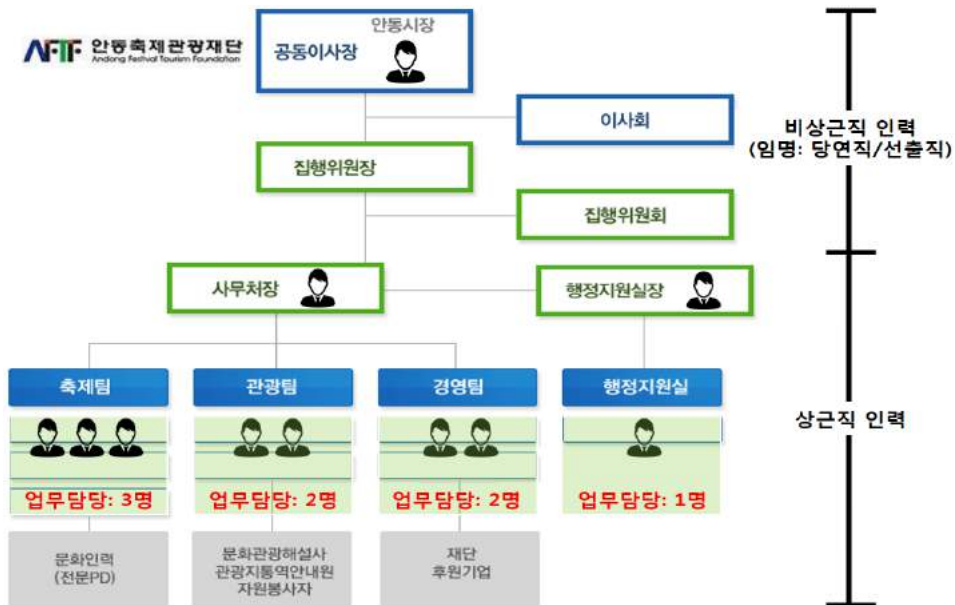 안동시장
AFTF 안동축제관광재단
Andong Festival Tourism Foundation
공동이사장
이사회
비상근직 인력
(임명: 당연직/선출직)
집행위원장
집행위원회
사무처장
행정지원실장
축제팀
관광팀
경영팀
행정지원실
상근직 인력
업무담당: 3명
업무담당: 2명
업무담당: 2명
업무담당: 1명
문화인력
(전문PD)
문화관광해설사
관광지통역안내원
자원봉사자
재단
후원기업